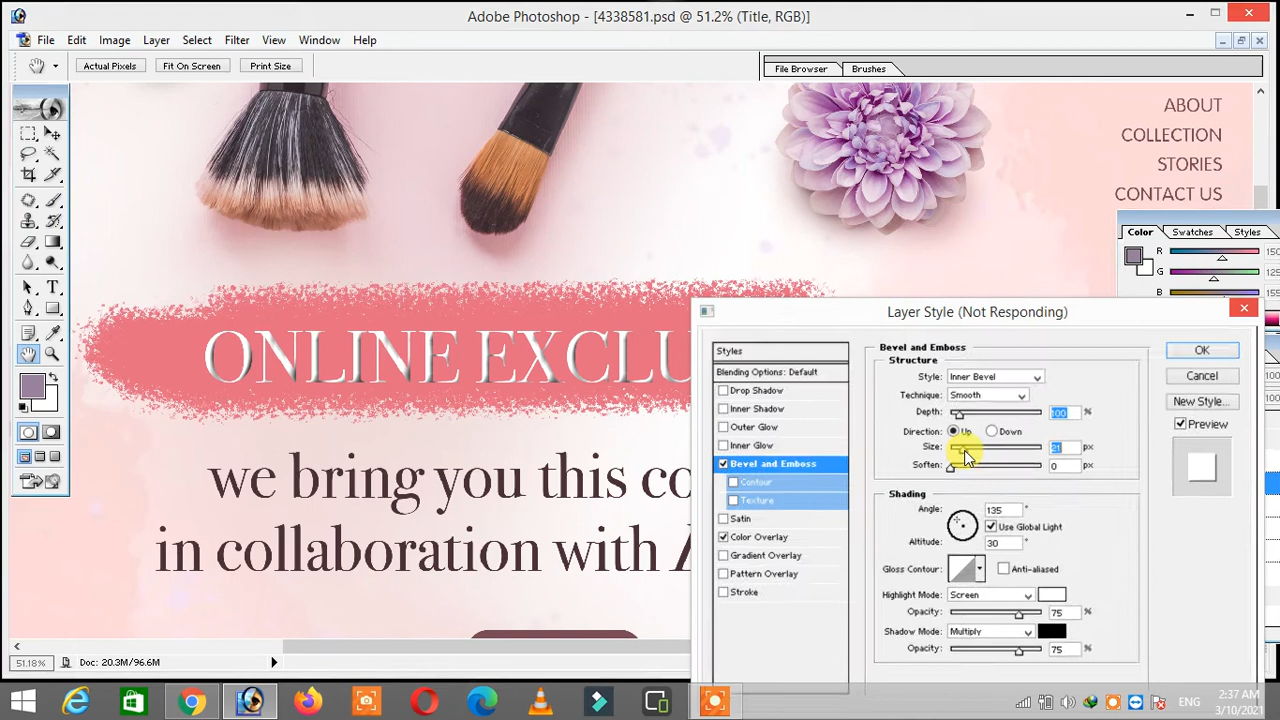 Adobe Photoshop - [4338581.psd @ 51.2% (Title, RGB)]
File Edit Image Layer Select Filter View Window Help
Actual Pixels Fit On Screen Print Size File Browser Brushes
ABOUT
COLLECTION
STORIES
CONTACT US
Color Swatches Styles
R
G
B
ONLINE EXCLU
we bring you this co
in collaboration with
Layer Style (Not Responding)
Styles
Blending Options: Default
Drop Shadow
Inner Shadow
Outer Glow
Inner Glow
Bevel and Emboss
Contour
Texture
Satin
Color Overlay
Gradient Overlay
Pattern Overlay
Stroke
Bevel and Emboss
Structure
Style: Inner Bevel
Technique: Smooth
Depth: 100 %
Direction: Up Down
Size: 21 px
Soften: 0 px
Shading
Angle: 135 °
Use Global Light
Altitude: 30 °
Gloss Contour: Anti-aliased
Highlight Mode: Screen
Opacity: 75 %
Shadow Mode: Multiply
Opacity: 75 %
OK
Cancel
New Style...
Preview
51.18% Doc: 20.3M/96.6M
ENG
2:37 AM
3/10/2021